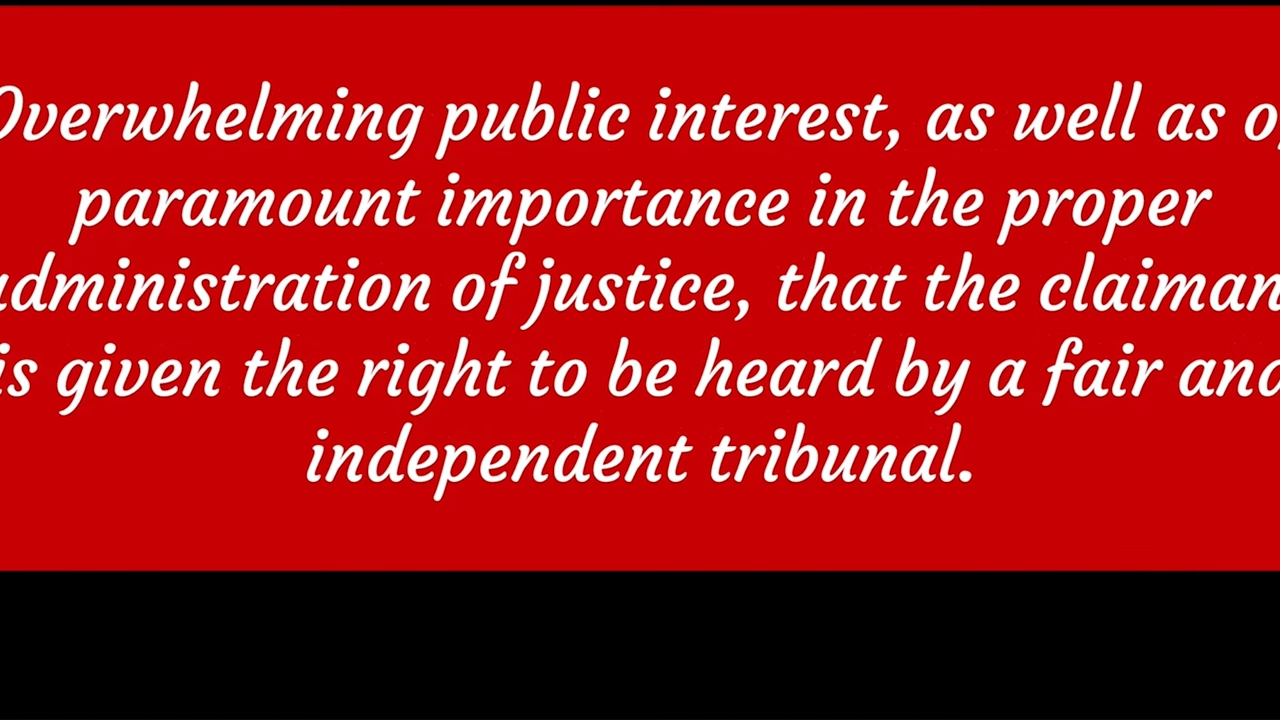 Overwhelming public interest, as well as of
paramount importance in the proper
administration of justice, that the claimant
is given the right to be heard by a fair and
independent tribunal.